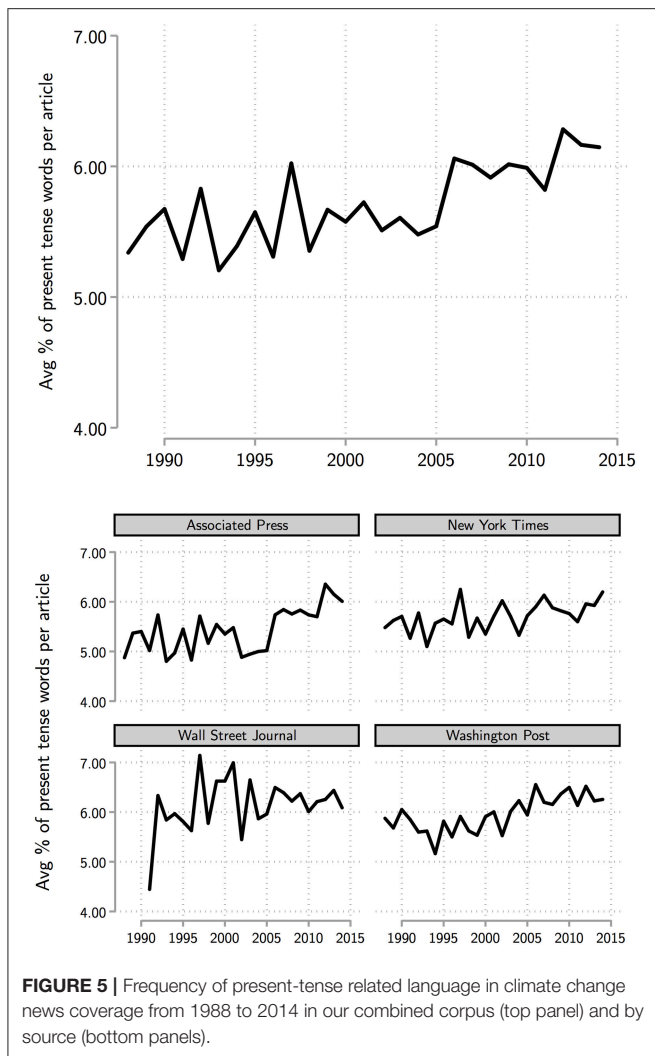 7.00
6.00
5.00
4.00
Avg % of present tense words per article
1990 1995 2000 2005 2010 2015
Associated Press New York Times
7.00
6.00
5.00
4.00
Wall Street Journal Washington Post
7.00
6.00
5.00
4.00
Avg % of present tense words per article
1990 1995 2000 2005 2010 2015 1990 1995 2000 2005 2010 2015
FIGURE 5 | Frequency of present-tense related language in climate change
news coverage from 1988 to 2014 in our combined corpus (top panel) and by
source (bottom panels).